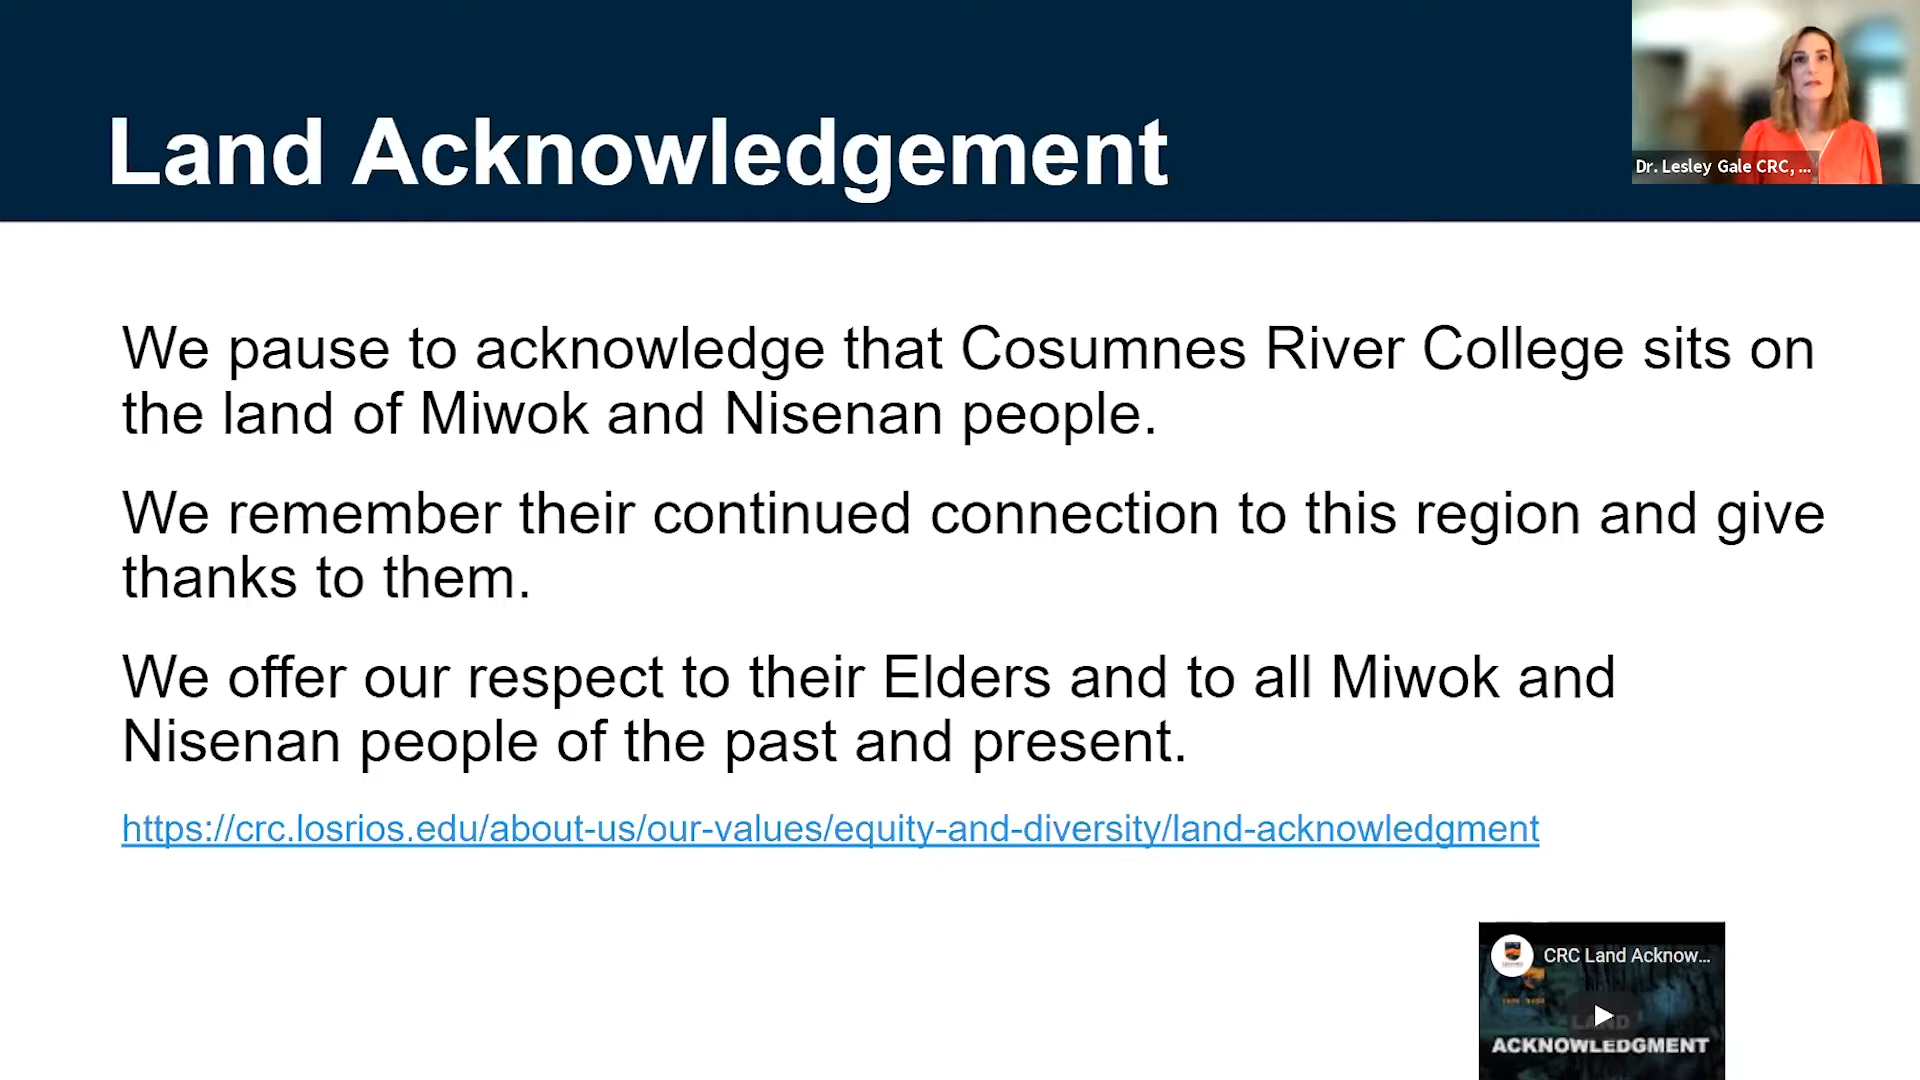 Land Acknowledgement
Dr. Lesley Gale CRC, ...
We pause to acknowledge that Cosumnes River College sits on
the land of Miwok and Nisenan people.
We remember their continued connection to this region and give
thanks to them.
We offer our respect to their Elders and to all Miwok and
Nisenan people of the past and present.
https://crc.losrios.edu/about-us/our-values/equity-and-diversity/land-acknowledgment
CRC Land Acknow...
LAND
ACKNOWLEDGMENT